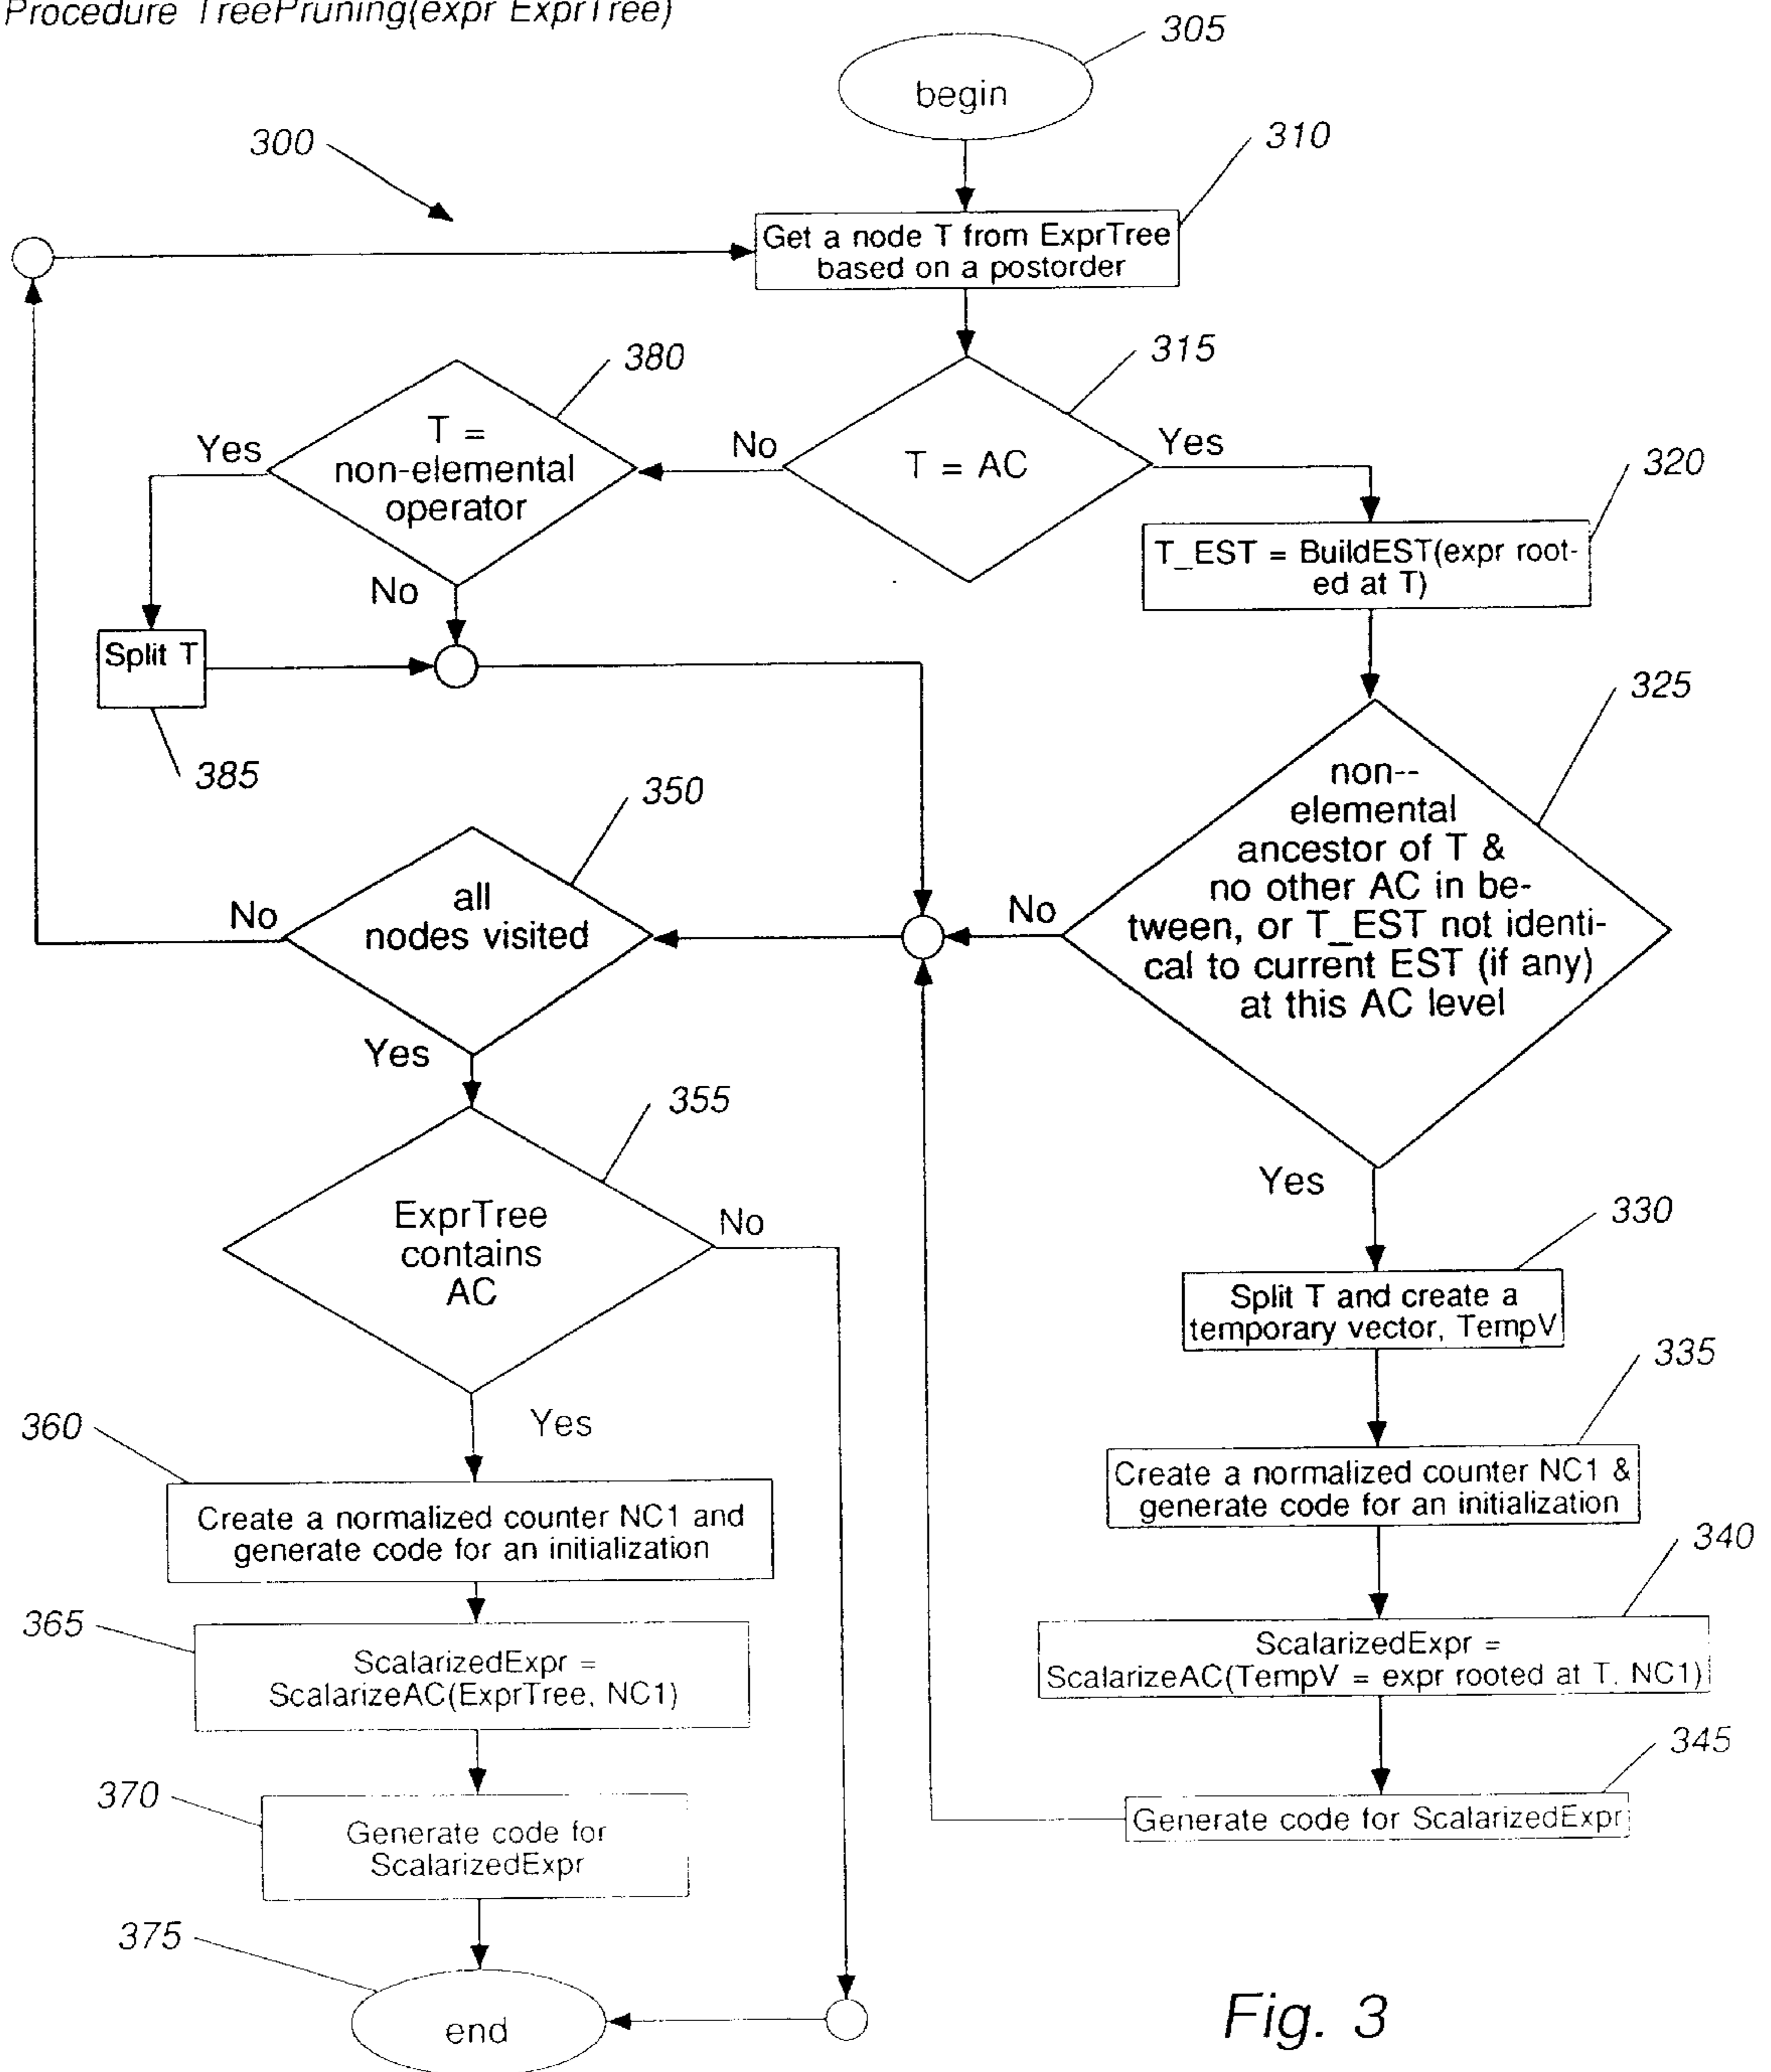 Procedure TreePruning(expr ExprTree)
305
begin
300
310
Get a node T from ExprTree
based on a postorder
380
315
T =
non-elemental
operator
Yes
No
T = AC
Yes
320
T_EST = BuildEST(expr root-
ed at T)
No
Split T
385
325
non--
elemental
ancestor of T &
no other AC in be-
tween, or T_EST not identi-
cal to current EST (if any)
at this AC level
350
all
nodes visited
No
No
Yes
355
ExprTree
contains
AC
No
Yes
330
Split T and create a
temporary vector, TempV
335
Create a normalized counter NC1 &
generate code for an initialization
Yes
360
Create a normalized counter NC1 and
generate code for an initialization
340
ScalarizedExpr =
ScalarizeAC(TempV = expr rooted at T, NC1)
365
ScalarizedExpr =
ScalarizeAC(ExprTree, NC1)
345
Generate code for ScalarizedExpr
370
Generate code for
ScalarizedExpr
375
end
Fig. 3